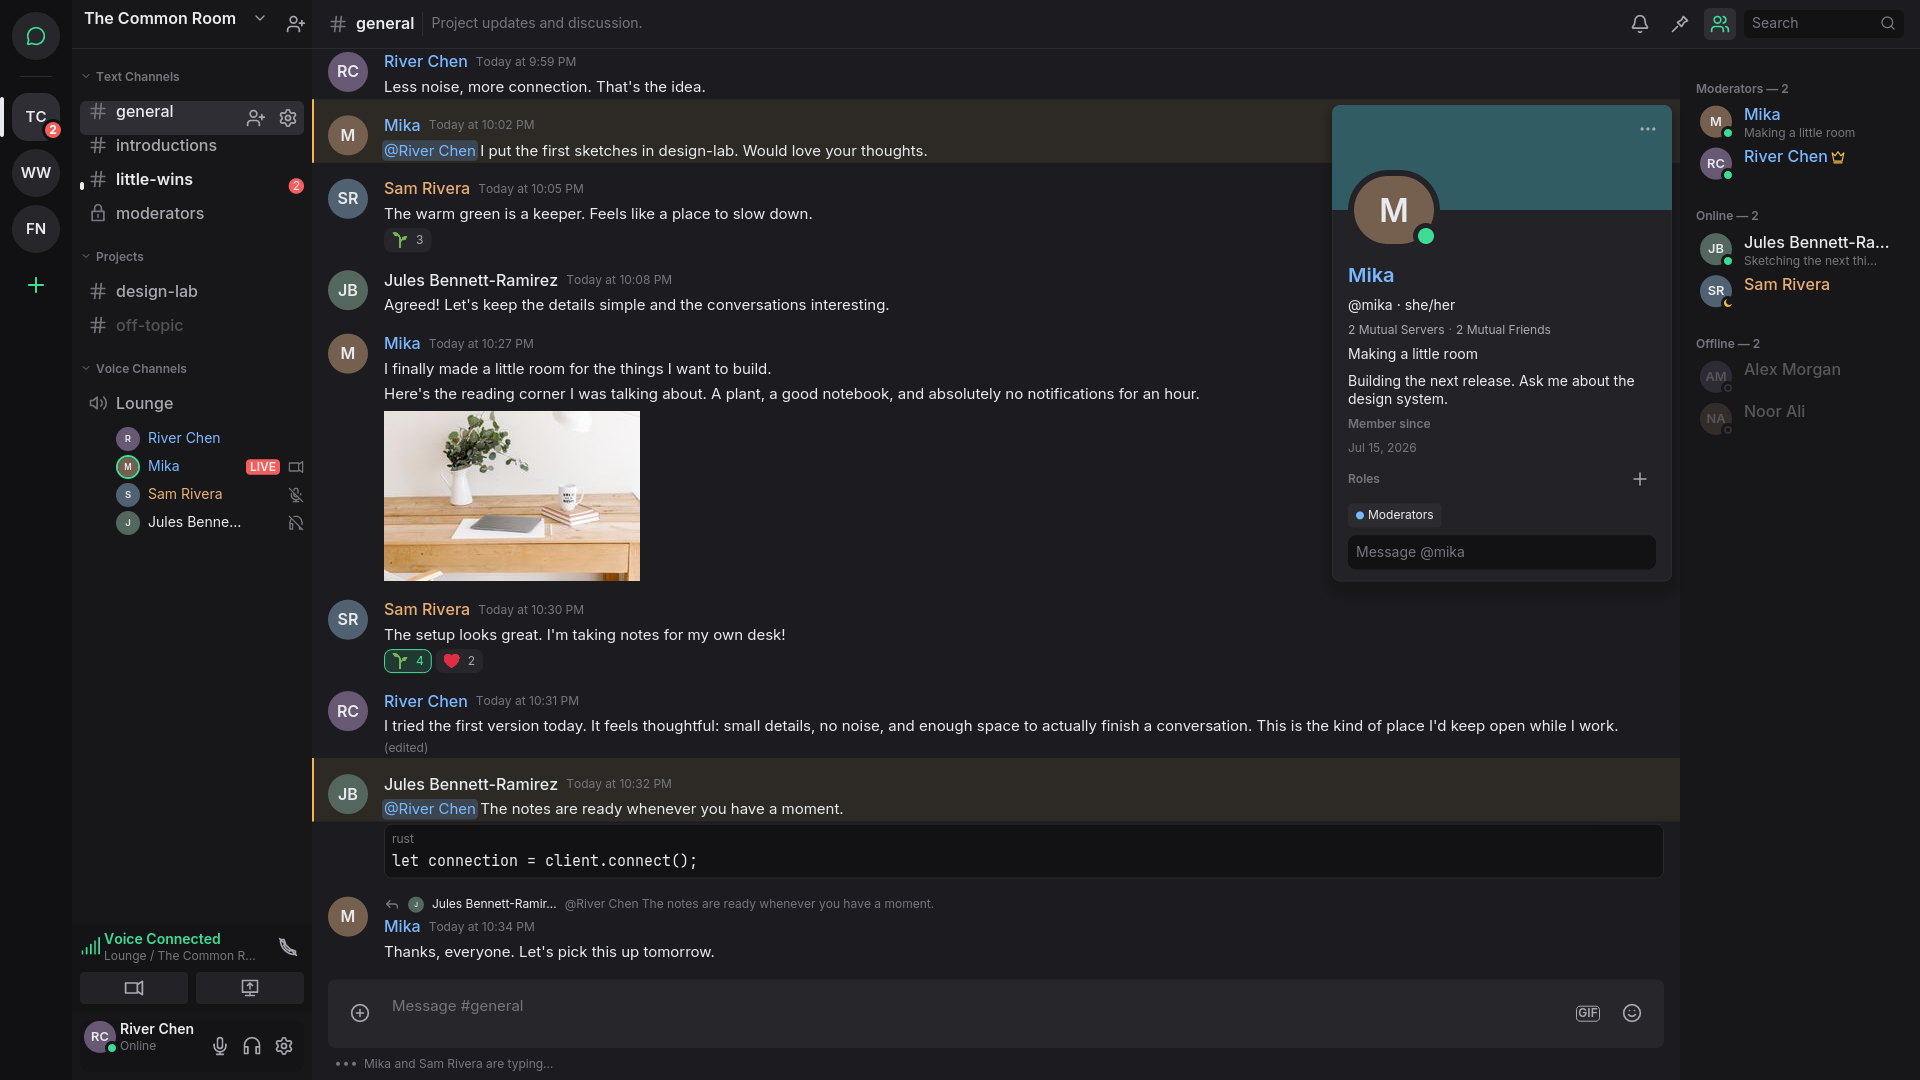 The Common Room
general
Project updates and discussion.
Search
TC
2
WW
FN
Text Channels
general
introductions
little-wins
2
moderators
Projects
design-lab
off-topic
Voice Channels
Lounge
R
River Chen
M
Mika
LIVE
S
Sam Rivera
J
Jules Benne...
Voice Connected
Lounge / The Common R...
RC
River Chen
Online
RC
River Chen Today at 9:59 PM
Less noise, more connection. That's the idea.
M
Mika Today at 10:02 PM
@River Chen I put the first sketches in design-lab. Would love your thoughts.
SR
Sam Rivera Today at 10:05 PM
The warm green is a keeper. Feels like a place to slow down.
3
JB
Jules Bennett-Ramirez Today at 10:08 PM
Agreed! Let's keep the details simple and the conversations interesting.
M
Mika Today at 10:27 PM
I finally made a little room for the things I want to build.
Here's the reading corner I was talking about. A plant, a good notebook, and absolutely no notifications for an hour.
SR
Sam Rivera Today at 10:30 PM
The setup looks great. I'm taking notes for my own desk!
4
2
RC
River Chen Today at 10:31 PM
I tried the first version today. It feels thoughtful: small details, no noise, and enough space to actually finish a conversation. This is the kind of place I'd keep open while I work.
(edited)
JB
Jules Bennett-Ramirez Today at 10:32 PM
@River Chen The notes are ready whenever you have a moment.
rust
let connection = client.connect();
J
Jules Bennett-Ramir... @River Chen The notes are ready whenever you have a moment.
M
Mika Today at 10:34 PM
Thanks, everyone. Let's pick this up tomorrow.
Message #general
GIF
Mika and Sam Rivera are typing...
M
Mika
@mika · she/her
2 Mutual Servers · 2 Mutual Friends
Making a little room
Building the next release. Ask me about the
design system.
Member since
Jul 15, 2026
Roles
Moderators
Message @mika
Moderators — 2
M
Mika
Making a little room
RC
River Chen
Online — 2
JB
Jules Bennett-Ra...
Sketching the next thi...
SR
Sam Rivera
Offline — 2
AM
Alex Morgan
NA
Noor Ali